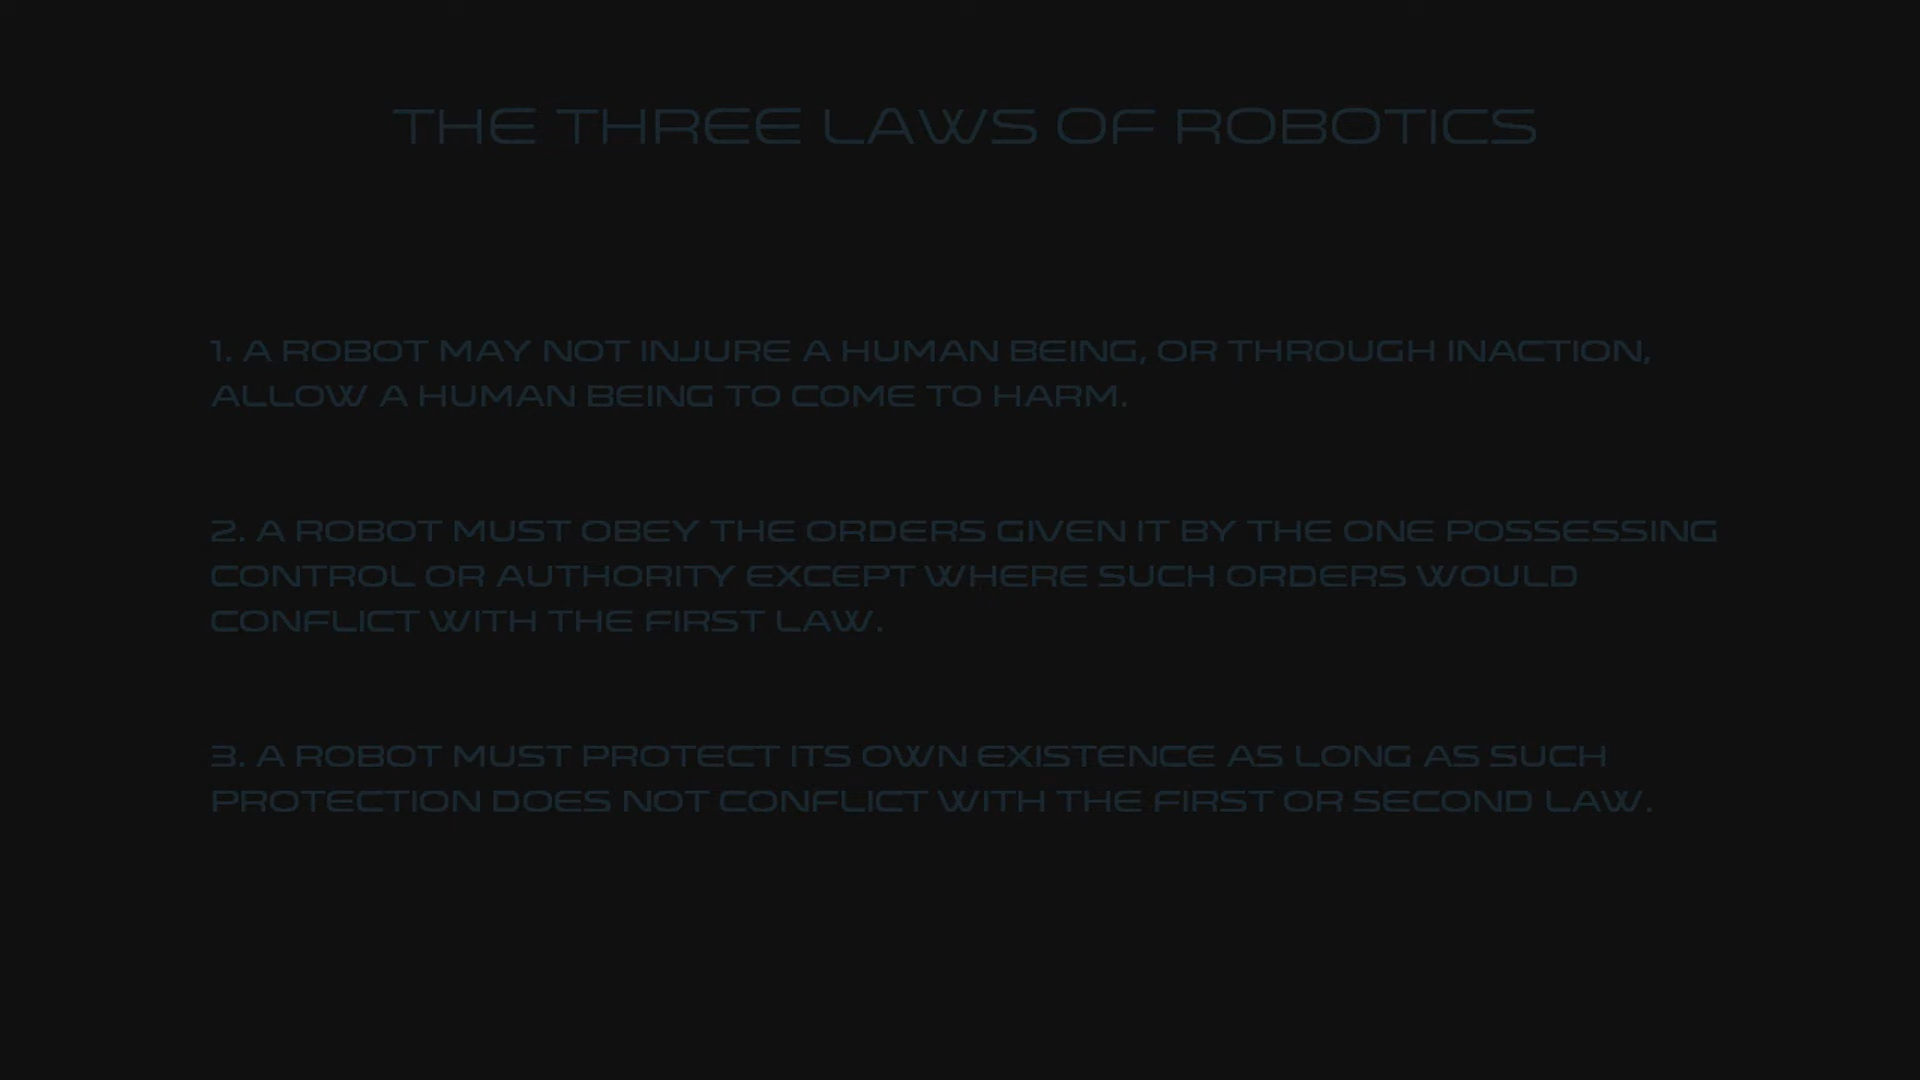 THE THREE LAWS OF ROBOTICS
1. A ROBOT MAY NOT INJURE A HUMAN BEING, OR THROUGH INACTION,
ALLOW A HUMAN BEING TO COME TO HARM.
2. A ROBOT MUST OBEY THE ORDERS GIVEN IT BY THE ONE POSSESSING
CONTROL OR AUTHORITY EXCEPT WHERE SUCH ORDERS WOULD
CONFLICT WITH THE FIRST LAW.
3. A ROBOT MUST PROTECT ITS OWN EXISTENCE AS LONG AS SUCH
PROTECTION DOES NOT CONFLICT WITH THE FIRST OR SECOND LAW.